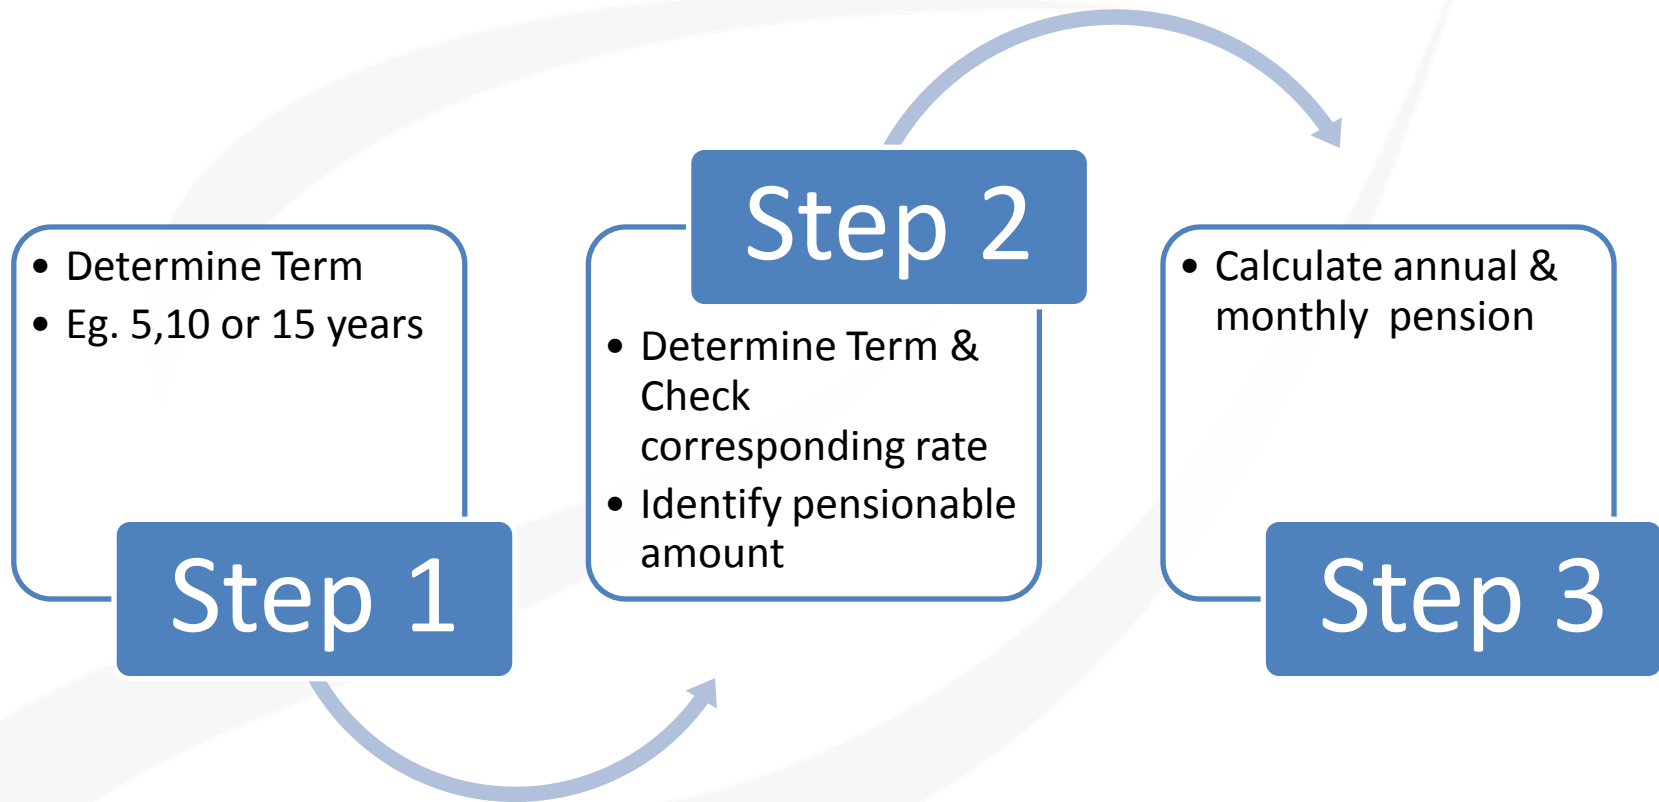 • Determine Term
• Eg. 5,10 or 15 years
Step 1
Step 2
• Determine Term &
Check
corresponding rate
• Identify pensionable
amount
• Calculate annual &
monthly  pension
Step 3